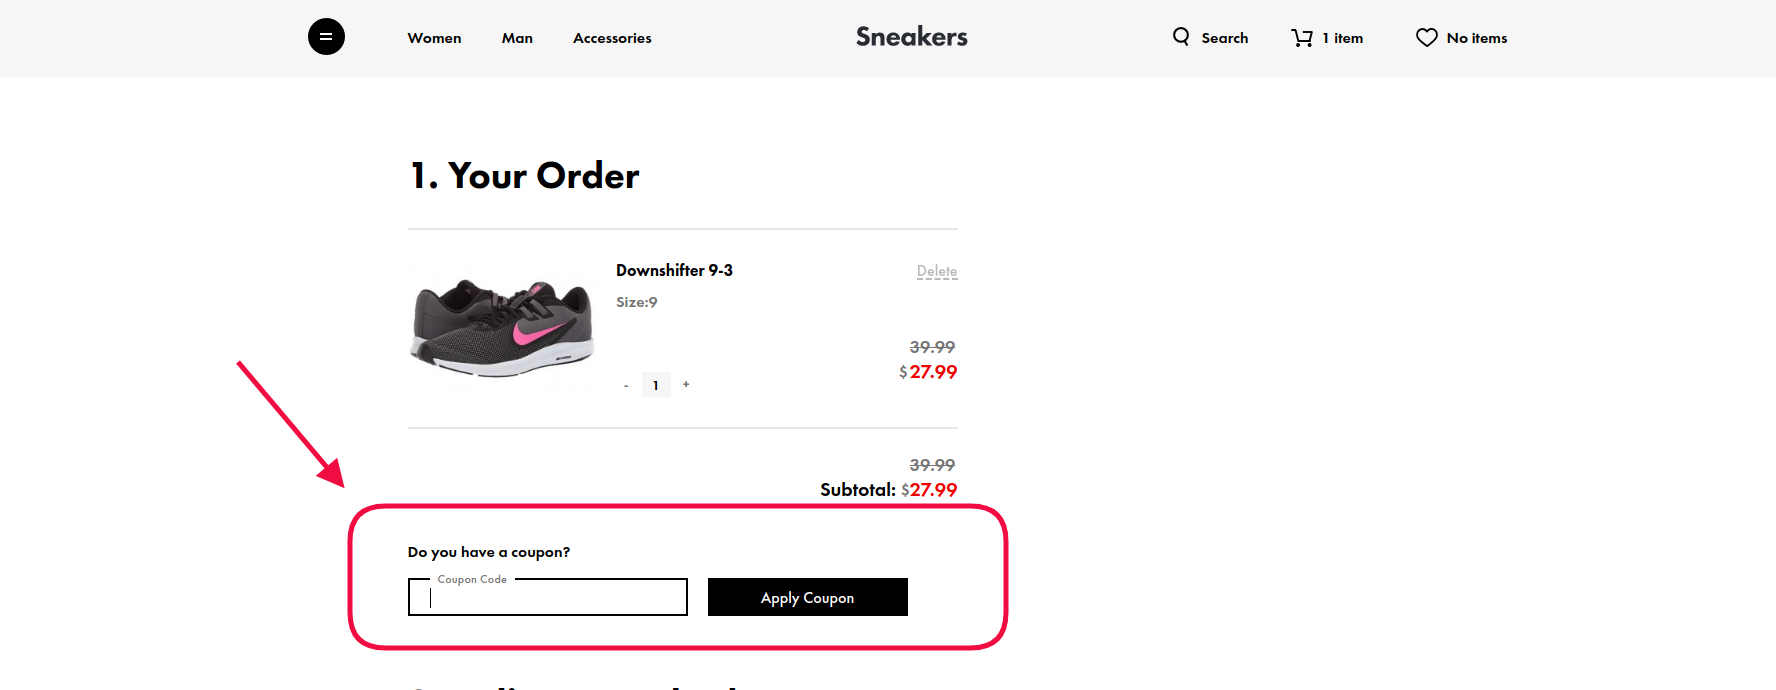 Women Man Accessories Sneakers Search 1 item No items
1. Your Order
Downshifter 9-3 Delete
Size:9
39.99
$27.99
- 1 +
39.99
Subtotal: $27.99
Do you have a coupon?
Coupon Code
Apply Coupon